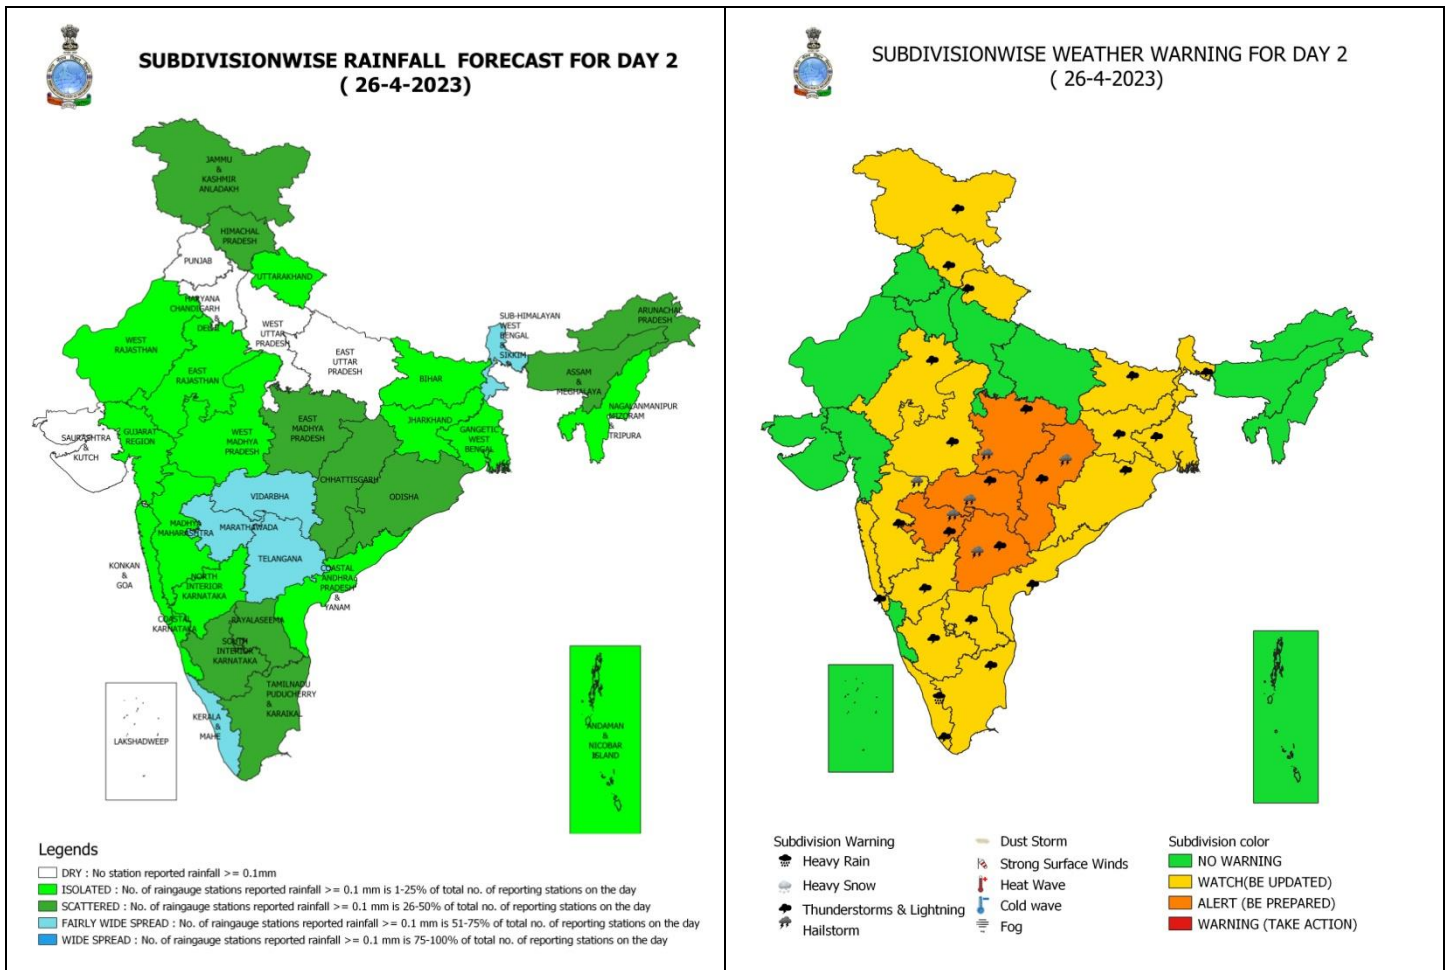 SUBDIVISIONWISE RAINFALL FORECAST FOR DAY 2
( 26-4-2023)
JAMMU
&
KASHMIR
ANLADAKH
HIMACHAL
PRADESH
PUNJAB
UTTARAKHAND
HARYANA
CHANDIGARH
&
DELHI
WEST
RAJASTHAN
WEST
UTTAR
PRADESH
EAST
UTTAR
PRADESH
SUB-HIMALAYAN
WEST
BENGAL
&
SIKKIM
ARUNACHAL
PRADESH
ASSAM
&
MEGHALAYA
NAGALANMANIPUR
MIZORAM
&
TRIPURA
EAST
RAJASTHAN
BIHAR
JHARKHAND
GANGETIC
WEST
BENGAL
SAURASHTRA
&
KUTCH
GUJARAT
REGION
WEST
MADHYA
PRADESH
EAST
MADHYA
PRADESH
CHHATTISGARH
ODISHA
VIDARBHA
MADHYA
MAHARASHTRA
MARATHAWADA
TELANGANA
KONKAN
&
GOA
NORTH
INTERIOR
KARNATAKA
COASTAL
ANDHRA
PRADESH
&
YANAM
COASTAL
KARNATAKA
RAYALASEEMA
SOUTH
INTERIOR
KARNATAKA
TAMILNADU
PUDUCHERRY
&
KARAIKAL
KERALA
&
MAHE
LAKSHADWEEP
ANDAMAN
&
NICOBAR
ISLAND
Legends
DRY : No station reported rainfall >= 0.1mm
ISOLATED : No. of raingauge stations reported rainfall >= 0.1 mm is 1-25% of total no. of reporting stations on the day
SCATTERED : No. of raingauge stations reported rainfall >= 0.1 mm is 26-50% of total no. of reporting stations on the day
FAIRLY WIDE SPREAD : No. of raingauge stations reported rainfall >= 0.1 mm is 51-75% of total no. of reporting stations on the day
WIDE SPREAD : No. of raingauge stations reported rainfall >= 0.1 mm is 75-100% of total no. of reporting stations on the day
SUBDIVISIONWISE WEATHER WARNING FOR DAY 2
( 26-4-2023)
Subdivision Warning
Heavy Rain
Heavy Snow
Thunderstorms & Lightning
Hailstorm
Dust Storm
Strong Surface Winds
Heat Wave
Cold wave
Fog
Subdivision color
NO WARNING
WATCH(BE UPDATED)
ALERT (BE PREPARED)
WARNING (TAKE ACTION)